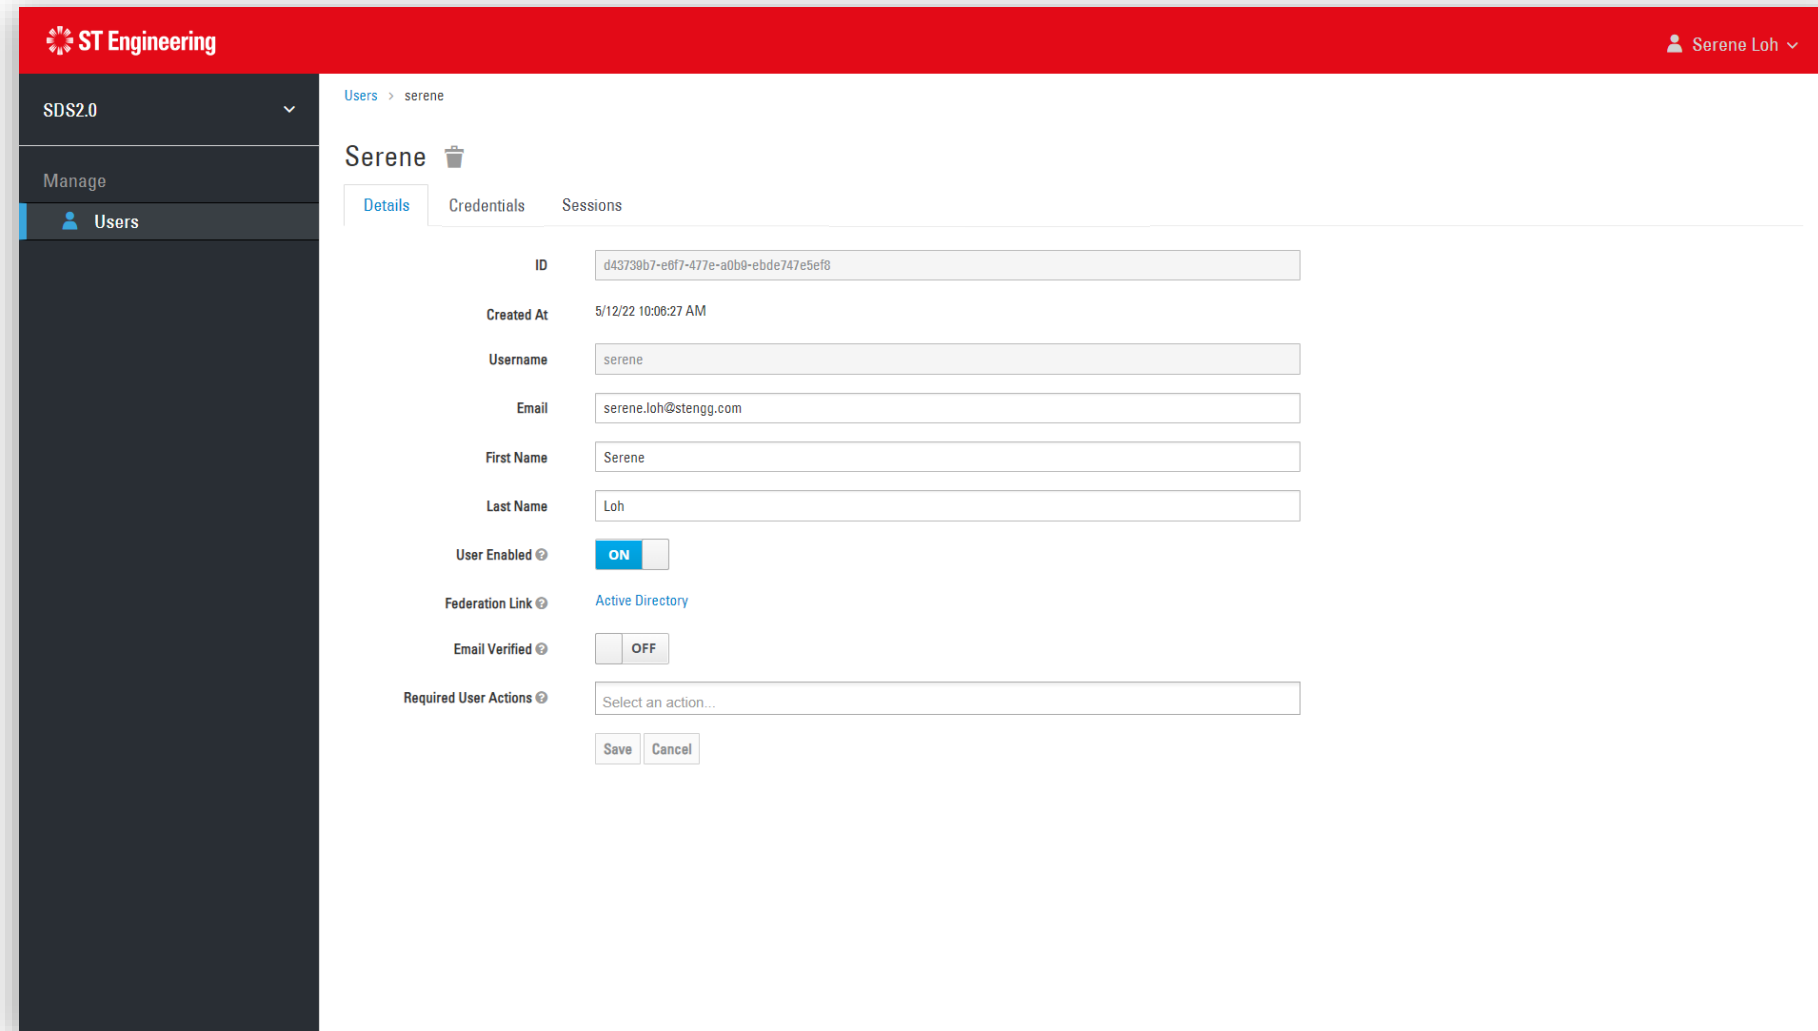 ST Engineering
Serene Loh
SDS2.0
Users > serene
Serene
Manage
Users
Details Credentials Sessions
ID d43739b7-e6f7-477e-a0b9-ebde747e5ef8
Created At 5/12/22 10:06:27 AM
Username serene
Email serene.loh@stengg.com
First Name Serene
Last Name Loh
User Enabled ON
Federation Link Active Directory
Email Verified OFF
Required User Actions Select an action...
Save Cancel